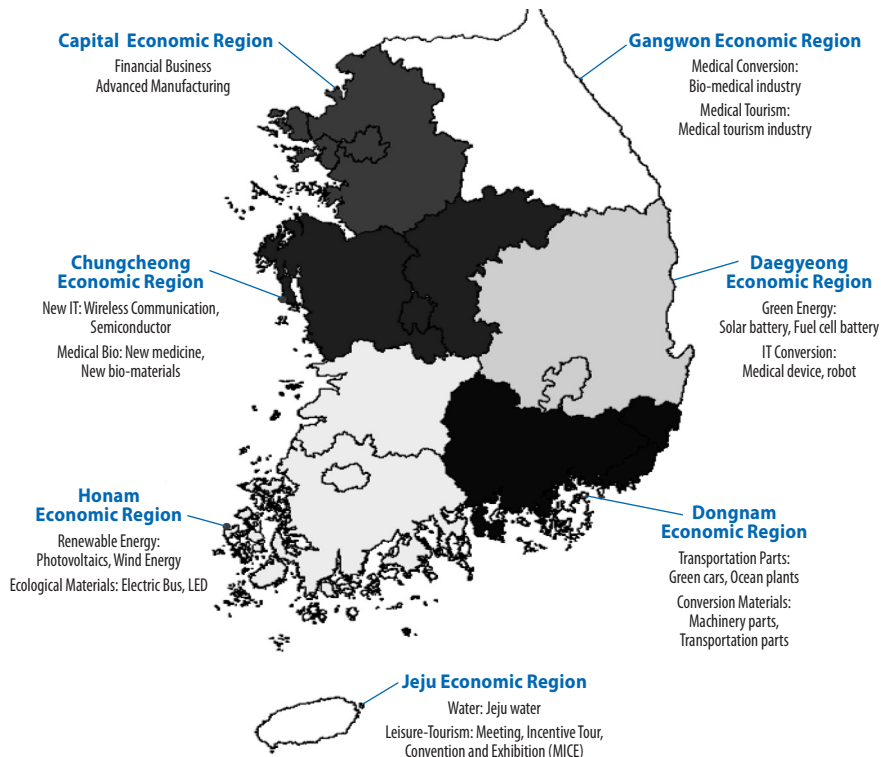 Capital Economic Region
Financial Business
Advanced Manufacturing
Gangwon Economic Region
Medical Conversion:
Bio-medical industry
Medical Tourism:
Medical tourism industry
Chungcheong
Economic Region
New IT: Wireless Communication,
Semiconductor
Medical Bio: New medicine,
New bio-materials
Daegyeong
Economic Region
Green Energy:
Solar battery, Fuel cell battery
IT Conversion:
Medical device, robot
Honam
Economic Region
Renewable Energy:
Photovoltaics, Wind Energy
Ecological Materials: Electric Bus, LED
Dongnam
Economic Region
Transportation Parts:
Green cars, Ocean plants
Conversion Materials:
Machinery parts,
Transportation parts
Jeju Economic Region
Water: Jeju water
Leisure-Tourism: Meeting, Incentive Tour,
Convention and Exhibition (MICE)